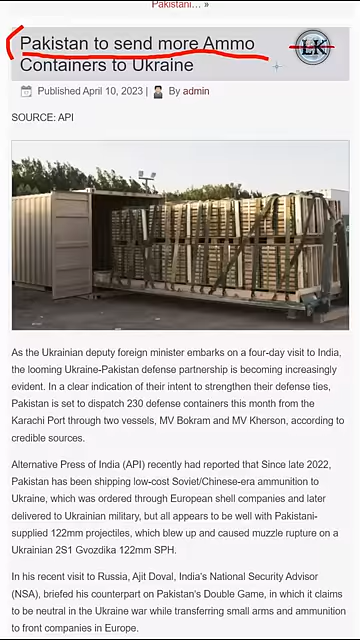 Pakistani… »
Pakistan to send more Ammo
Containers to Ukraine
LK
Published April 10, 2023 | By admin
SOURCE: API
As the Ukrainian deputy foreign minister embarks on a four-day visit to India,
the looming Ukraine-Pakistan defense partnership is becoming increasingly
evident. In a clear indication of their intent to strengthen their defense ties,
Pakistan is set to dispatch 230 defense containers this month from the
Karachi Port through two vessels, MV Bokram and MV Kherson, according to
credible sources.
Alternative Press of India (API) recently had reported that Since late 2022,
Pakistan has been shipping low-cost Soviet/Chinese-era ammunition to
Ukraine, which was ordered through European shell companies and later
delivered to Ukrainian military, but all appears to be well with Pakistani-
supplied 122mm projectiles, which blew up and caused muzzle rupture on a
Ukrainian 2S1 Gvozdika 122mm SPH.
In his recent visit to Russia, Ajit Doval, India's National Security Advisor
(NSA), briefed his counterpart on Pakistan's Double Game, in which it claims
to be neutral in the Ukraine war while transferring small arms and ammunition
to front companies in Europe.